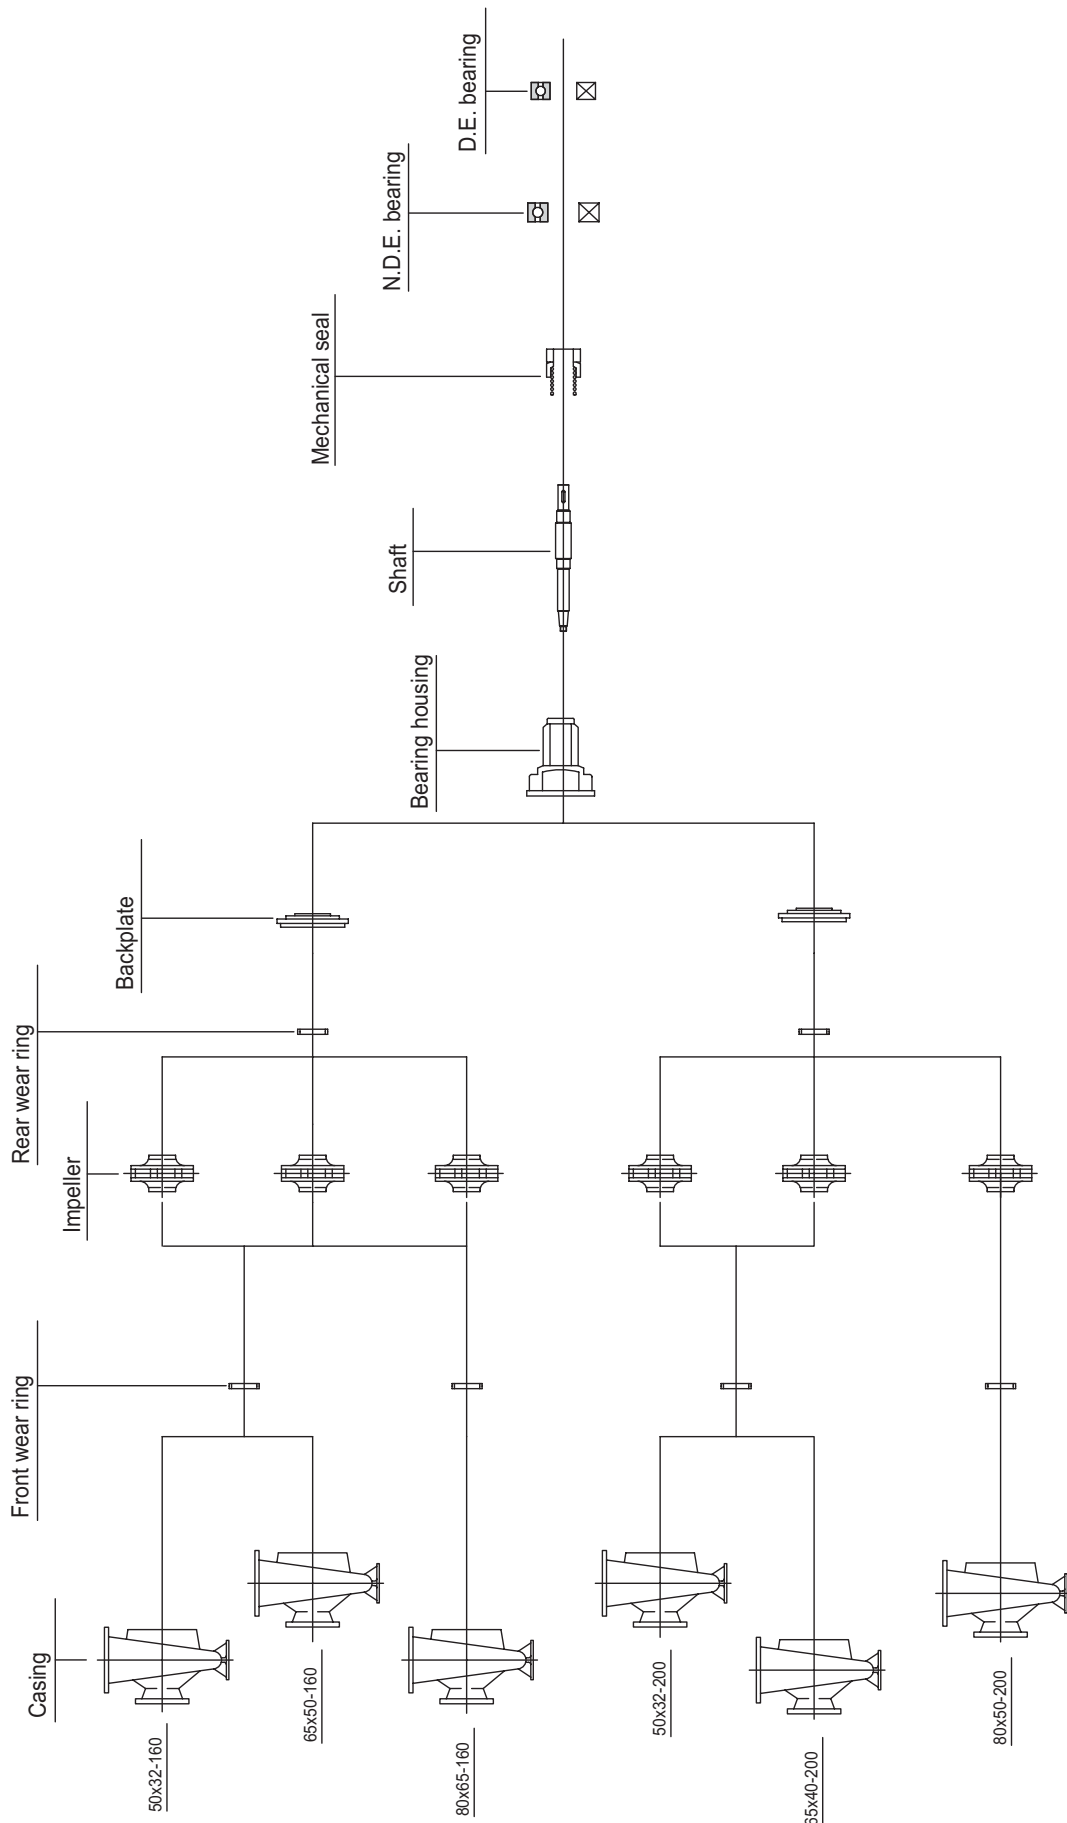 Casing
Front wear ring
Impeller
Rear wear ring
Backplate
Bearing housing
Shaft
Mechanical seal
N.D.E. bearing
D.E. bearing
50x32-160
65x50-160
80x65-160
50x32-200
65x40-200
80x50-200